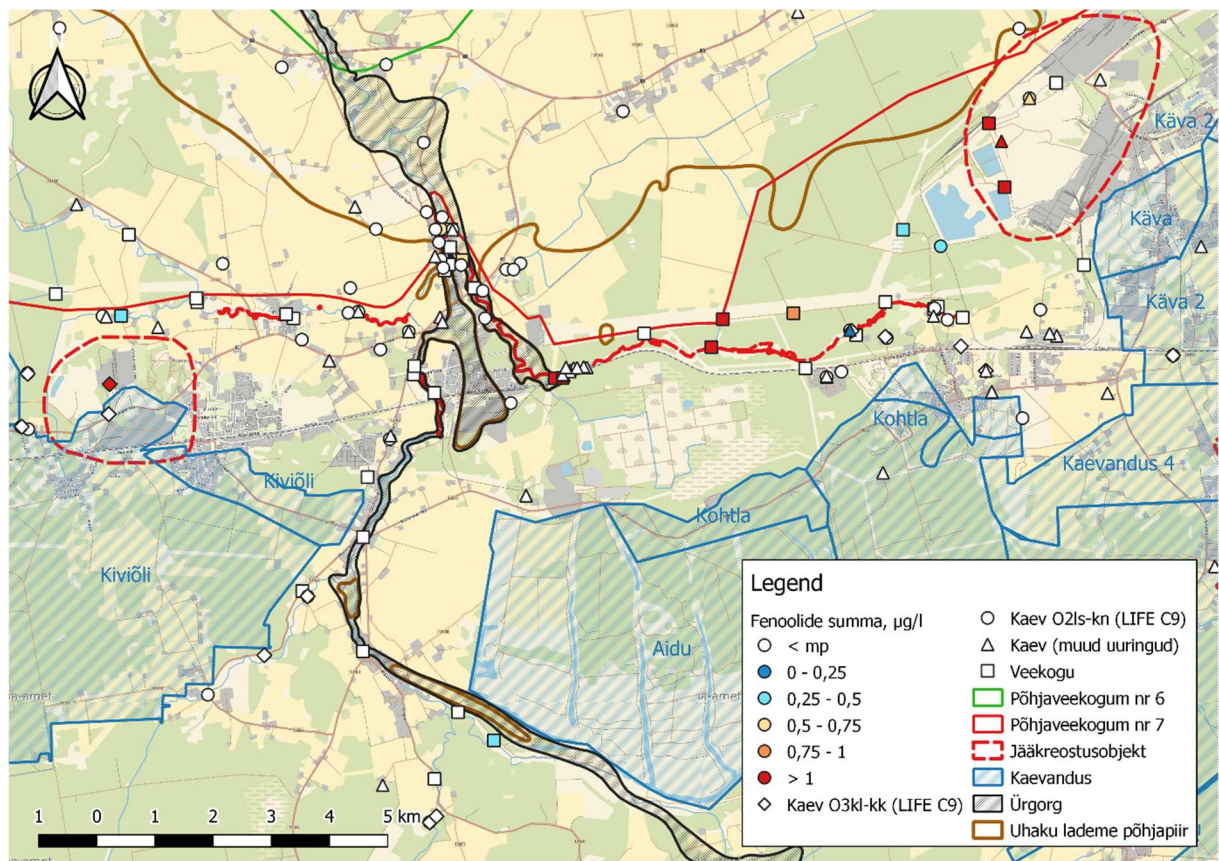 Käva 2
Käva
Käva 2
Kohtla
Kaevandus 4
Kiviõli
Kohtla
Kiviõli
Aidu
Legend
Fenoolide summa, µg/l
< mp
0 - 0,25
0,25 - 0,5
0,5 - 0,75
0,75 - 1
> 1
Kaev O3kl-kk (LIFE C9)
Kaev O2ls-kn (LIFE C9)
Kaev (muud uuringud)
Veekogu
Põhjaveekogum nr 6
Põhjaveekogum nr 7
Jääkreostusobjekt
Kaevandus
Ürgorg
Uhaku lademe põhjapiir
1 0 1 2 3 4 5 km